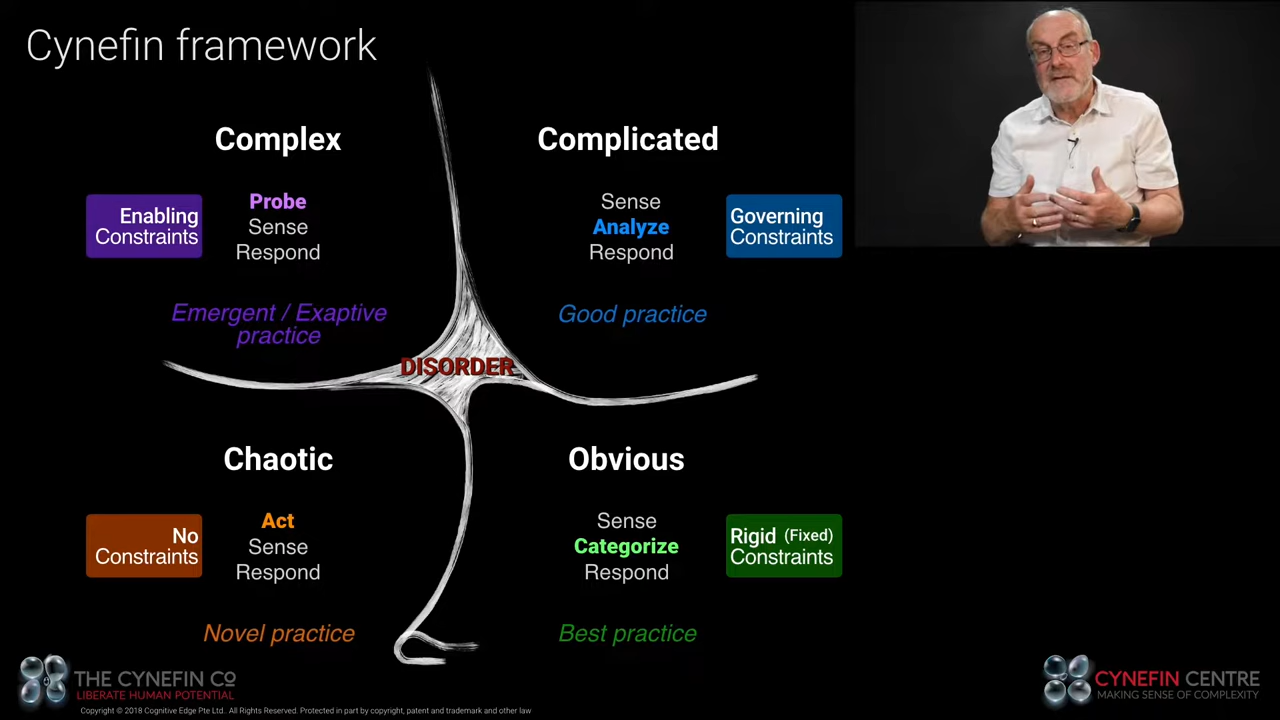 Cynefin framework
Complex
Enabling
Constraints
Probe
Sense
Respond
Emergent / Exaptive
practice
Complicated
Sense
Analyze
Respond
Governing
Constraints
Good practice
DISORDER
Chaotic
No
Constraints
Act
Sense
Respond
Novel practice
Obvious
Sense
Categorize
Respond
Rigid (Fixed)
Constraints
Best practice
THE CYNEFIN CO
LIBERATE HUMAN POTENTIAL
Copyright © 2018 Cognitive Edge Pte Ltd.. All Rights Reserved. Protected in part by copyright, patent and trademark and other law
CYNEFIN CENTRE
MAKING SENSE OF COMPLEXITY